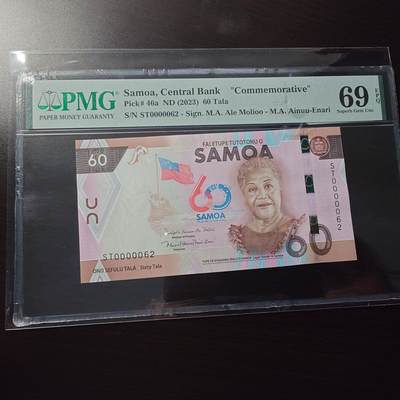 PMG
PAPER MONEY GUARANTY
Samoa, Central Bank "Commemorative"
Pick# 46a ND (2023) 60 Tala
S/N ST0000062 - Sign. M.A. Ale Molioo - M.A. Ainuu-Enari
69 EPQ
Superb Gem Unc
60
FALETUPE TUTOTONU O
SAMOA
60
SAMOA
ST0000062
ST0000062
ONO SEFULU TALA Sixty Tala
60